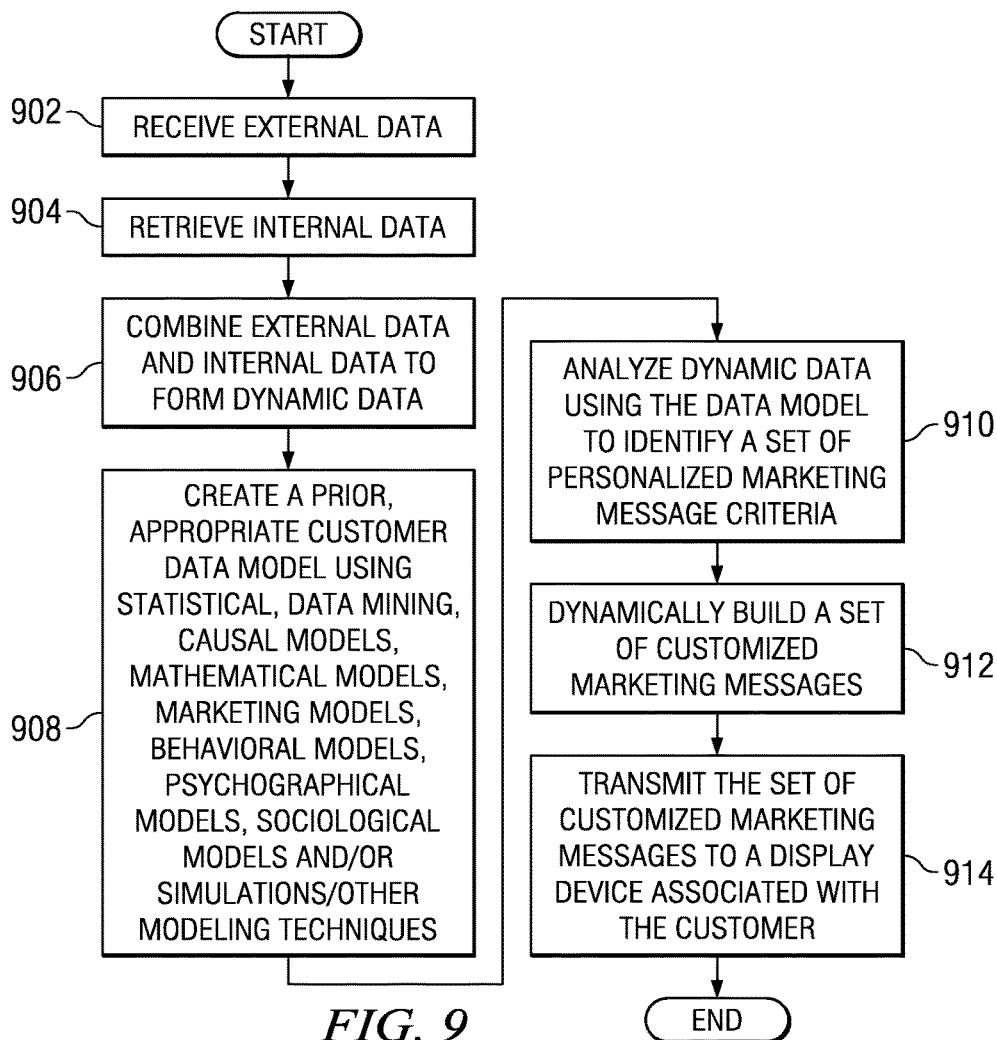 START
902
RECEIVE EXTERNAL DATA
904
RETRIEVE INTERNAL DATA
906
COMBINE EXTERNAL DATA
AND INTERNAL DATA TO
FORM DYNAMIC DATA
908
CREATE A PRIOR,
APPROPRIATE CUSTOMER
DATA MODEL USING
STATISTICAL, DATA MINING,
CAUSAL MODELS,
MATHEMATICAL MODELS,
MARKETING MODELS,
BEHAVIORAL MODELS,
PSYCHOGRAPHICAL
MODELS, SOCIOLOGICAL
MODELS AND/OR
SIMULATIONS/OTHER
MODELING TECHNIQUES
ANALYZE DYNAMIC DATA
USING THE DATA MODEL
TO IDENTIFY A SET OF
PERSONALIZED MARKETING
MESSAGE CRITERIA
910
DYNAMICALLY BUILD A SET
OF CUSTOMIZED
MARKETING MESSAGES
912
TRANSMIT THE SET OF
CUSTOMIZED MARKETING
MESSAGES TO A DISPLAY
DEVICE ASSOCIATED WITH
THE CUSTOMER
914
END
FIG. 9